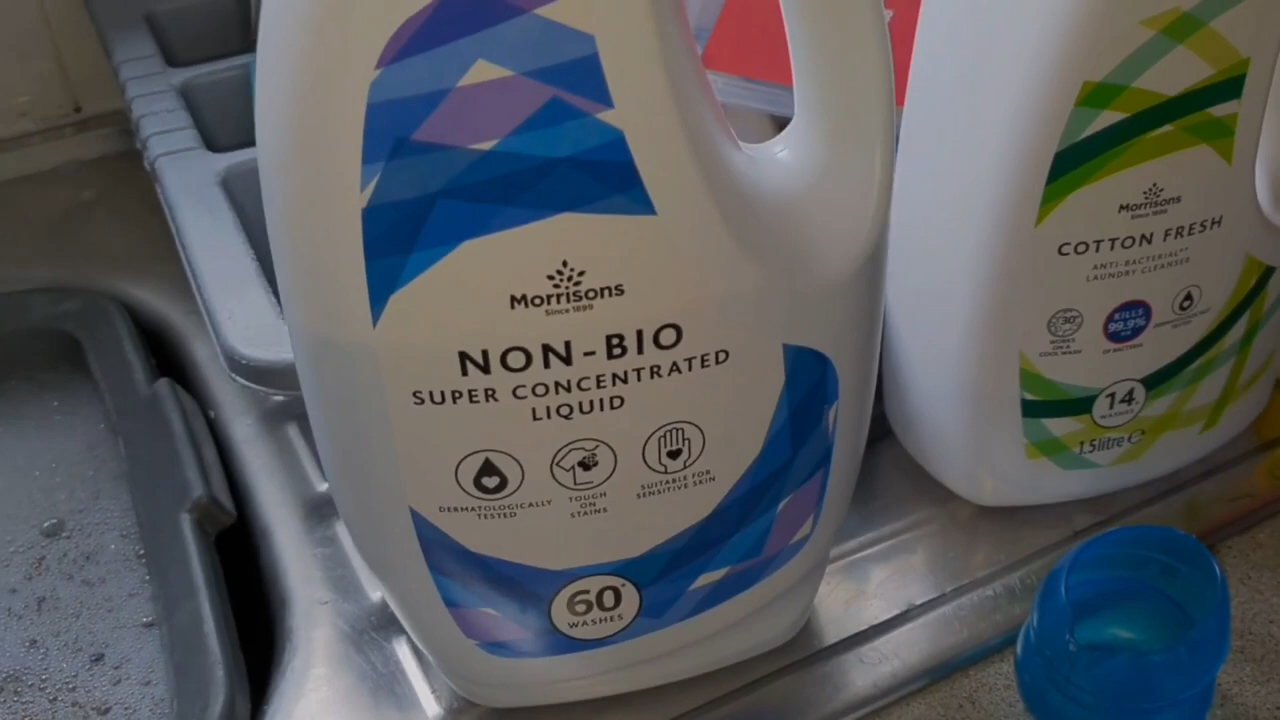 Morrisons
Since 1899
NON-BIO
SUPER CONCENTRATED
LIQUID
DERMATOLOGICALLY
TESTED
TOUGH
ON
STAINS
SUITABLE FOR
SENSITIVE SKIN
60*
WASHES
Morrisons
Since 1899
COTTON FRESH
ANTI-BACTERIAL**
LAUNDRY CLEANSER
30°
WORKS
ON A
COOL WASH
KILLS
99.9%
OF BACTERIA
DERMATOLOGICALLY
TESTED
14
WASHES
1.5litre e